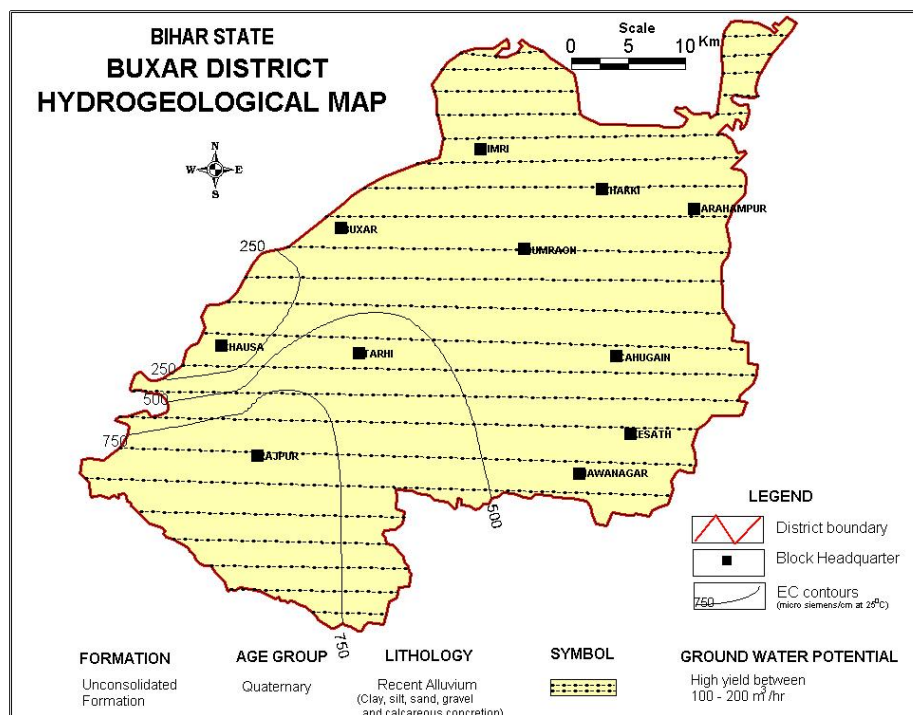 BIHAR STATE
BUXAR DISTRICT
HYDROGEOLOGICAL MAP
Scale
0 5 10 Km
N
W E
S
IMRI
HARKI
ARAHAMPUR
BUXAR
UMRAON
250
HAUSA
TARHI
AHUGAIN
250
500
750
ESATH
AJPUR
AWANAGAR
500
750
LEGEND
District boundary
Block Headquarter
750
EC contours
(micro siemens/cm at 25°C)
FORMATION
Unconsolidated
Formation
AGE GROUP
Quaternary
LITHOLOGY
Recent Alluvium
(Clay, silt, sand, gravel
and calcareous concretion)
SYMBOL
GROUND WATER POTENTIAL
High yield between
100 - 200 m³/hr